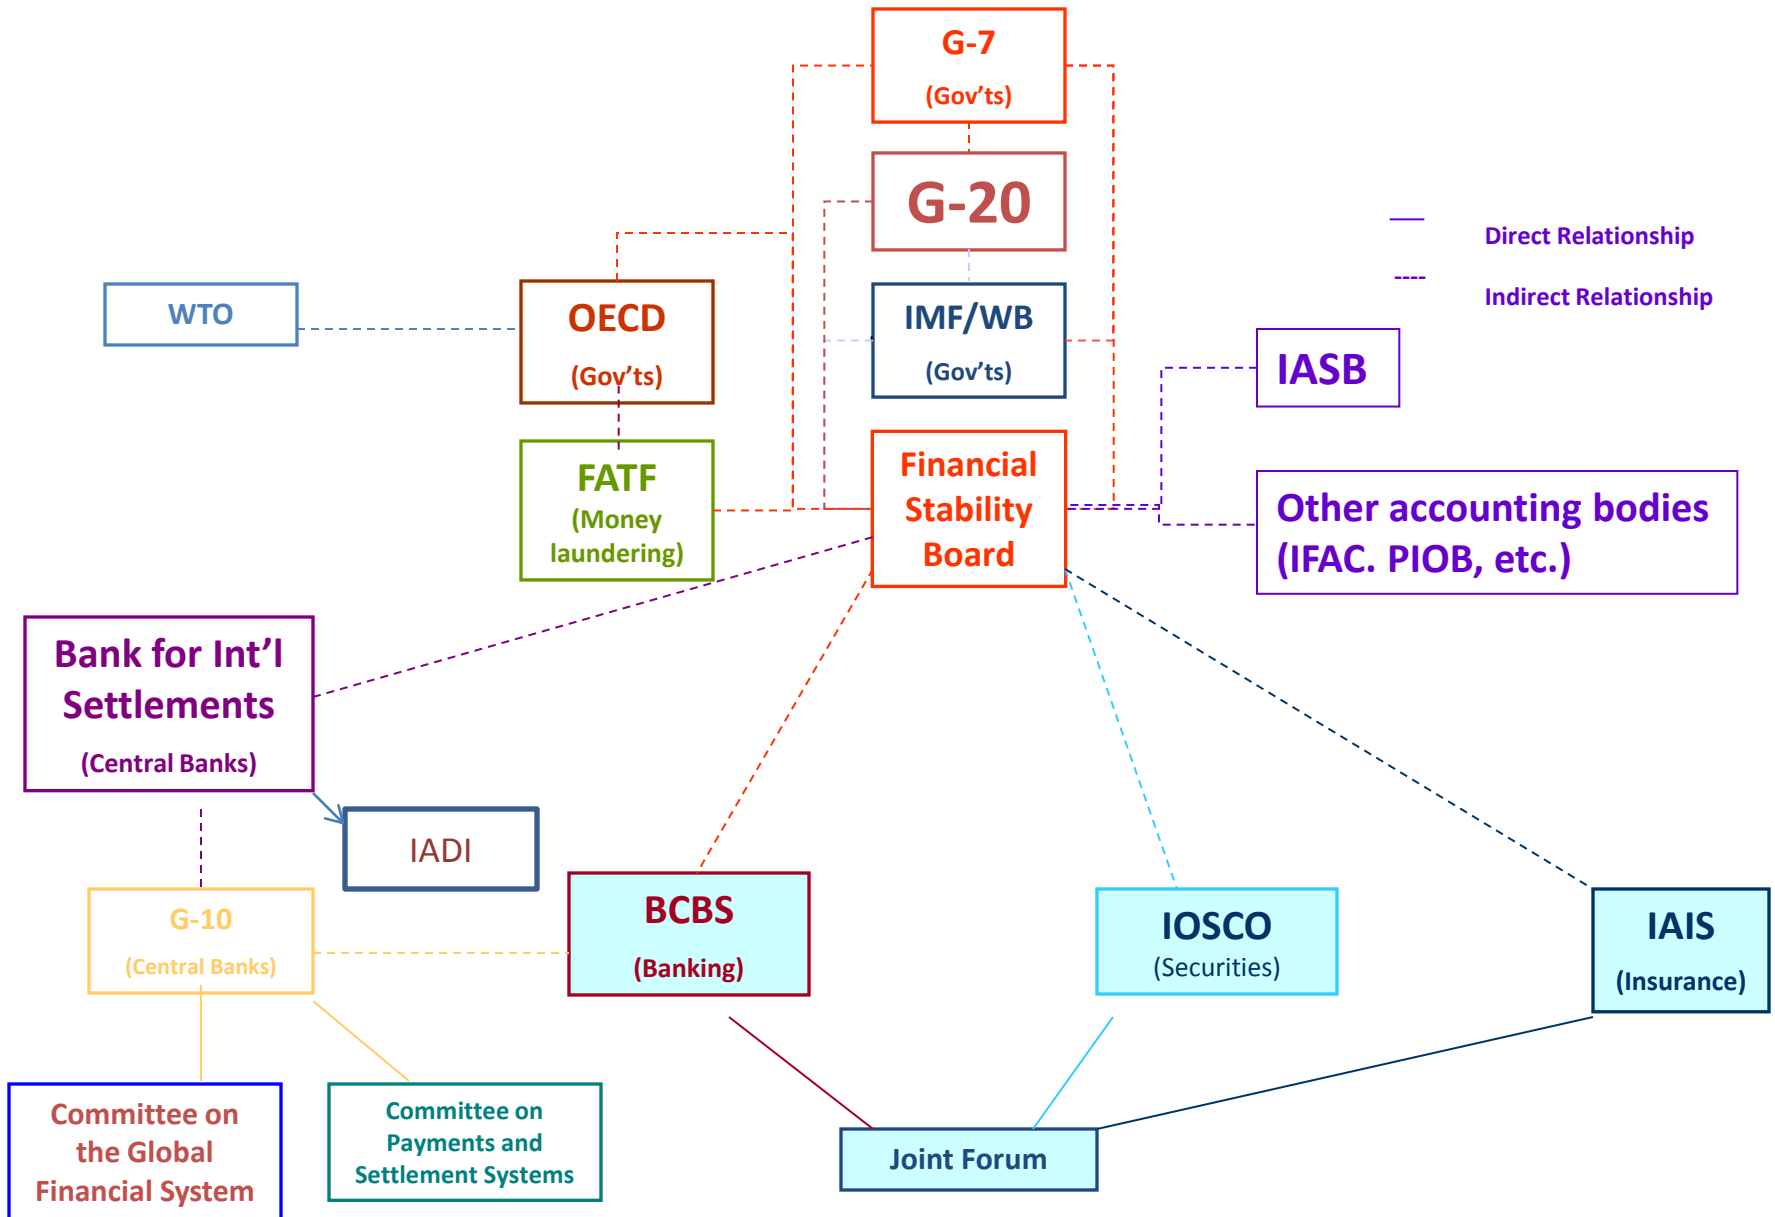 G-7
(Gov’ts)
G-20
Direct Relationship
----
Indirect Relationship
WTO
OECD
(Gov’ts)
IMF/WB
(Gov’ts)
IASB
FATF
(Money
laundering)
Financial
Stability
Board
Other accounting bodies
(IFAC. PIOB, etc.)
Bank for Int’l
Settlements
(Central Banks)
IADI
G-10
(Central Banks)
BCBS
(Banking)
IOSCO
(Securities)
IAIS
(Insurance)
Committee on
the Global
Financial System
Committee on
Payments and
Settlement Systems
Joint Forum